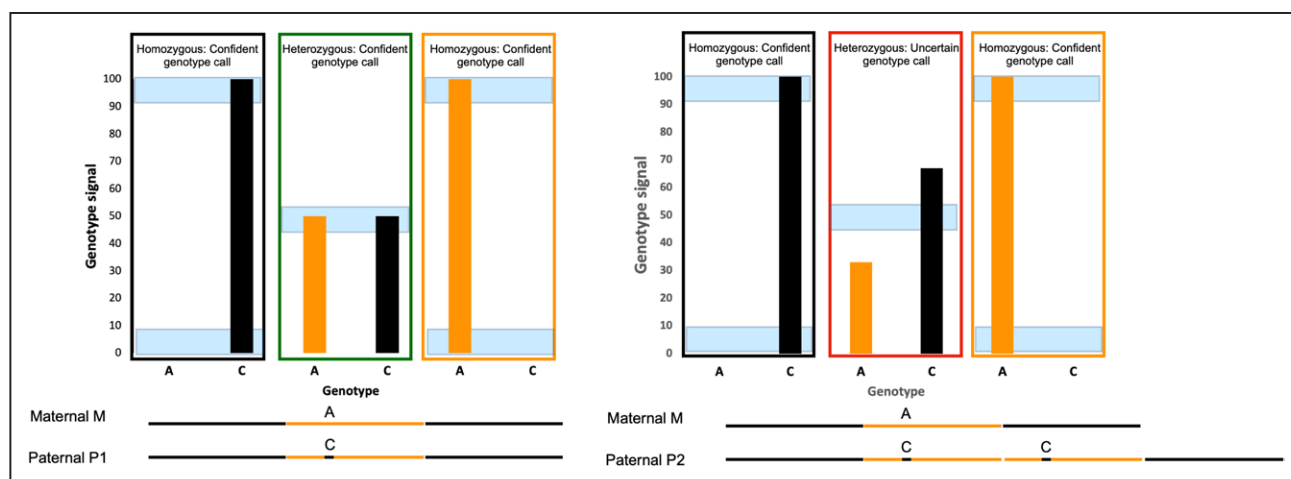 Homozygous: Confident
genotype call
Heterozygous: Confident
genotype call
Homozygous: Confident
genotype call
Genotype signal
100
90
80
70
60
50
40
30
20
10
0
A
C
A
C
A
C
Genotype
Maternal M
A
Paternal P1
C
Homozygous: Confident
genotype call
Heterozygous: Uncertain
genotype call
Homozygous: Confident
genotype call
Genotype signal
100
90
80
70
60
50
40
30
20
10
0
A
C
A
C
A
C
Genotype
Maternal M
A
Paternal P2
C
C